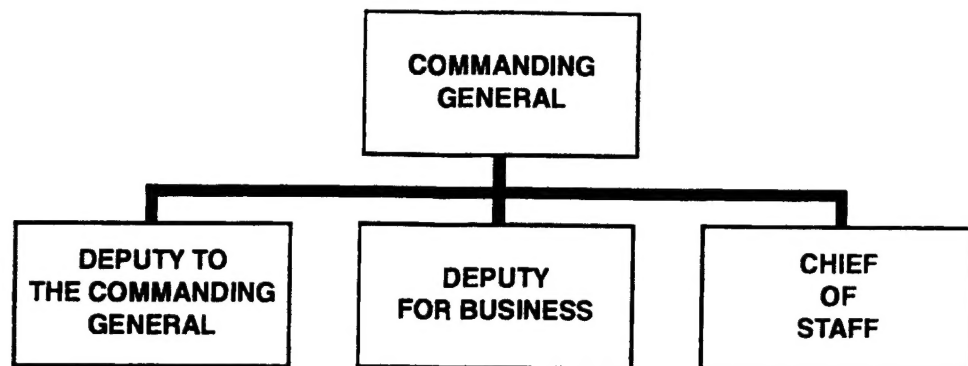 COMMANDING
GENERAL
DEPUTY TO
THE COMMANDING
GENERAL
DEPUTY
FOR BUSINESS
CHIEF
OF
STAFF